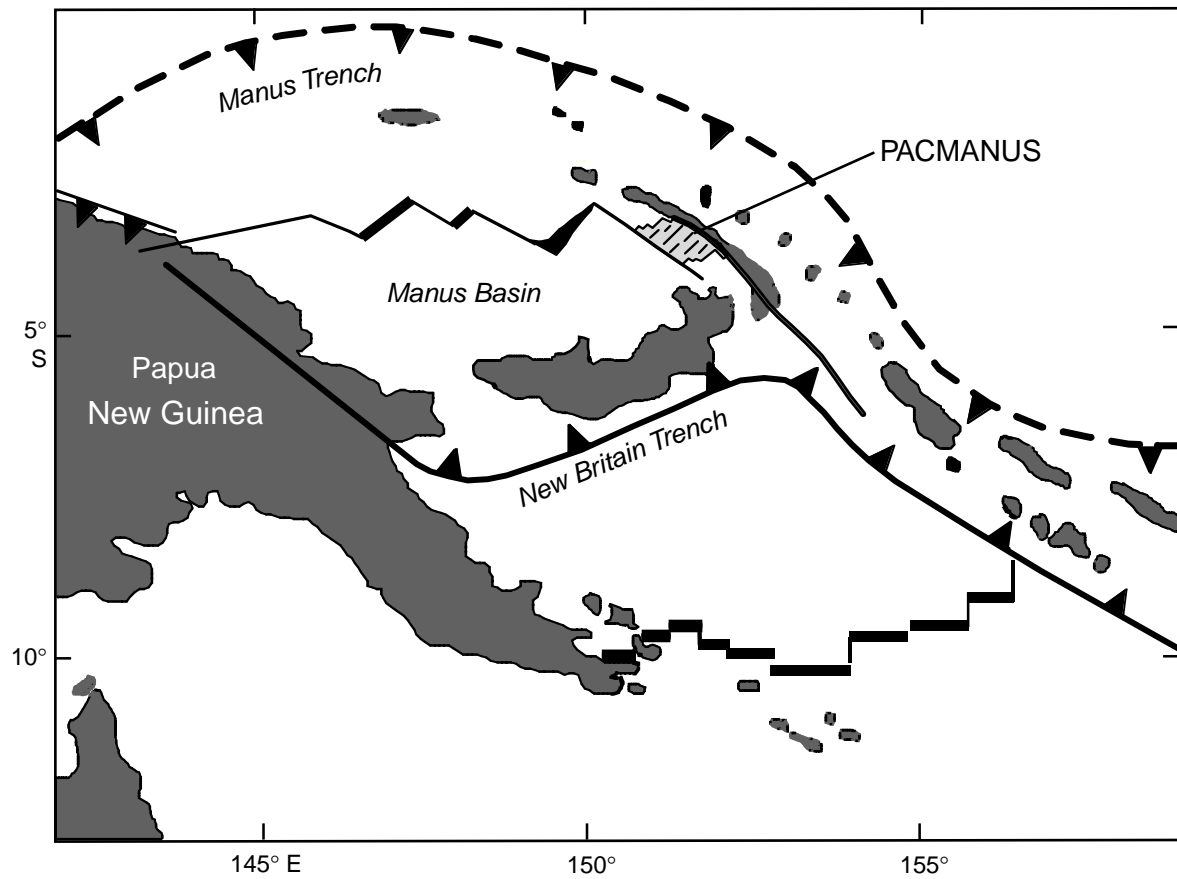 Manus Trench
PACMANUS
Manus Basin
5°
S
Papua
New Guinea
New Britain Trench
10°
145° E
150°
155°